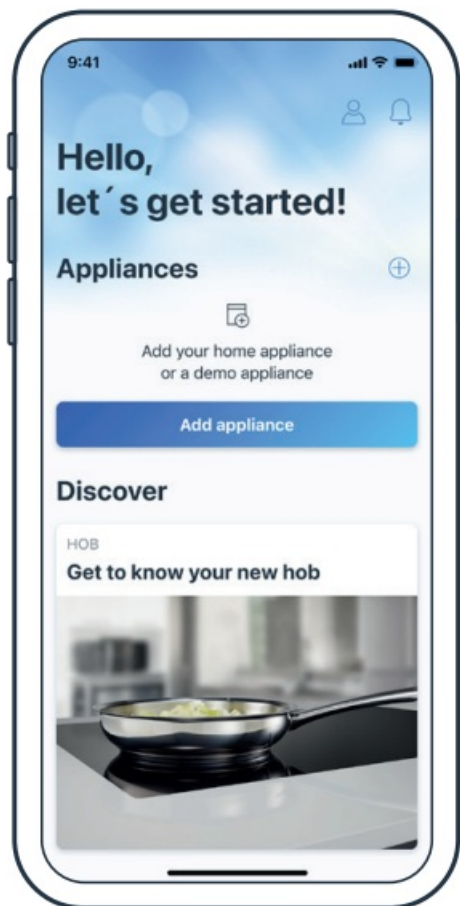 9:41
Hello,
let´s get started!
Appliances
Add your home appliance
or a demo appliance
Add appliance
Discover
HOB
Get to know your new hob